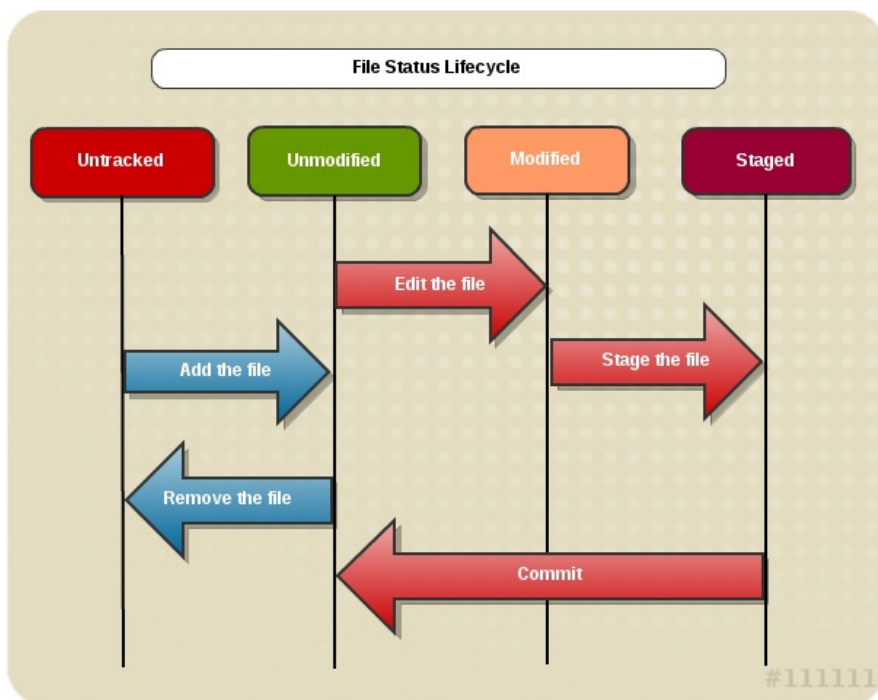 File Status Lifecycle
Untracked
Unmodified
Modified
Staged
Edit the file
Stage the file
Add the file
Remove the file
Commit
#111111